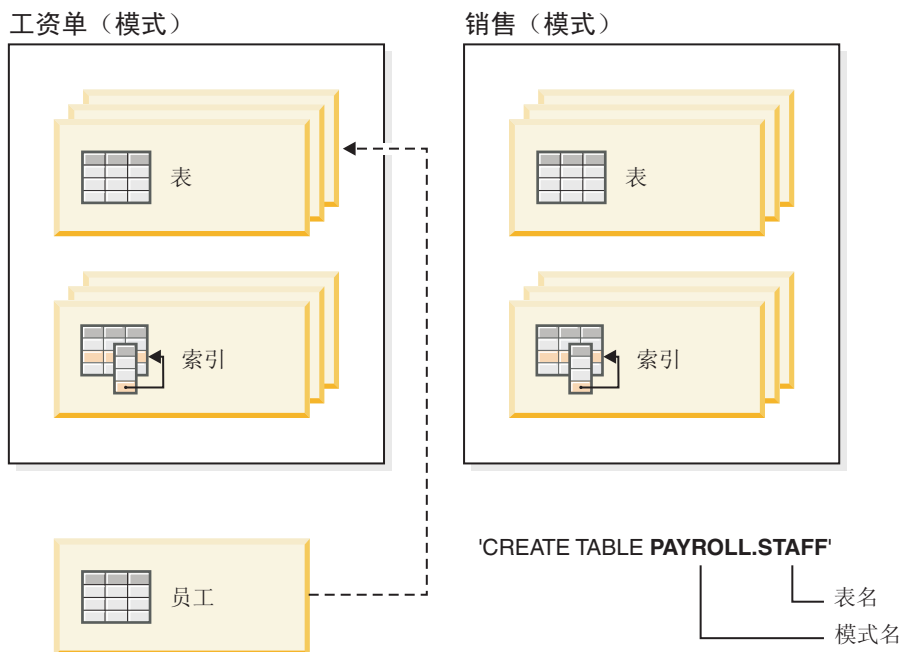 工资单（模式）
销售（模式）
表
表
索引
索引
员工
'CREATE TABLE PAYROLL.STAFF'
表名
模式名